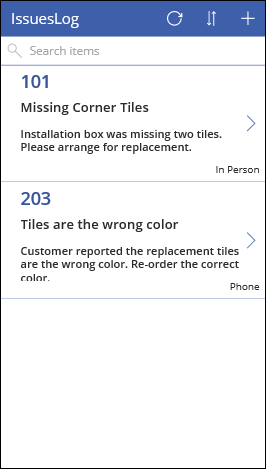 IssuesLog
Search items
101
Missing Corner Tiles
Installation box was missing two tiles.
Please arrange for replacement.
In Person
203
Tiles are the wrong color
Customer reported the replacement tiles
are the wrong color. Re-order the correct
color.
Phone